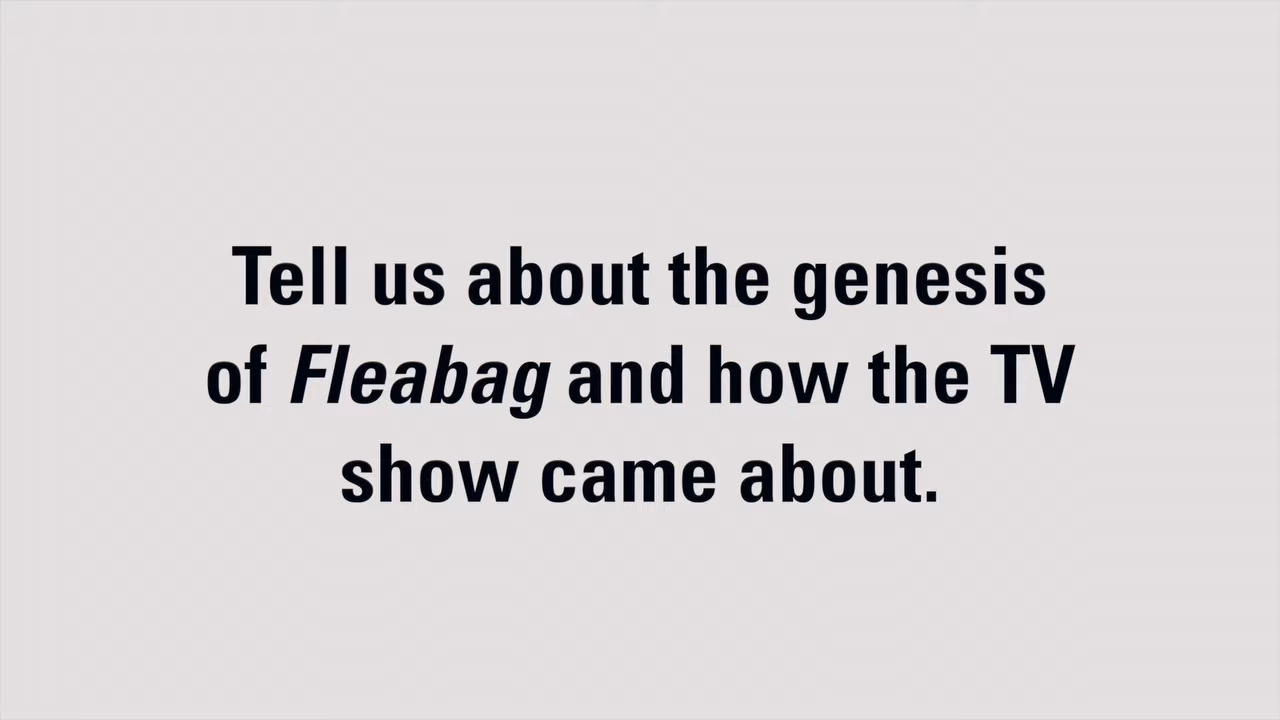 Tell us about the genesis
of Fleabag and how the TV
show came about.